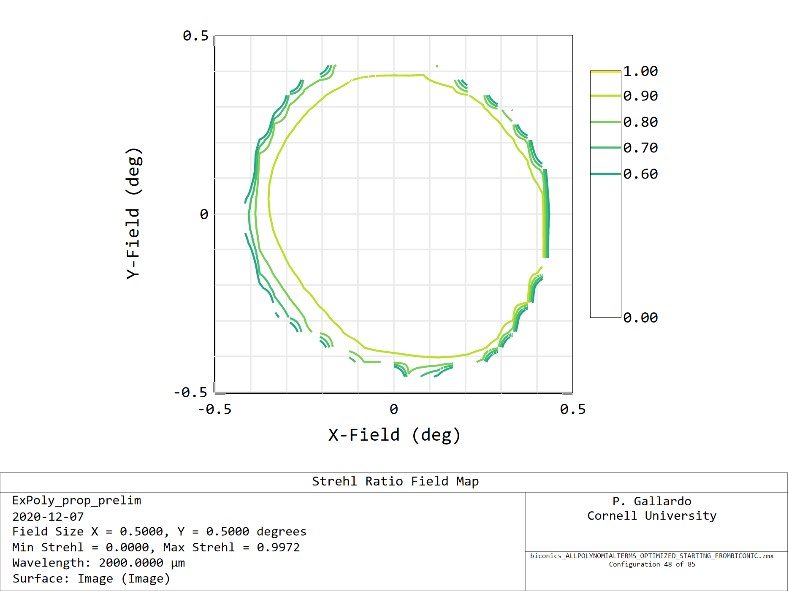 0.5
0
-0.5
-0.5
0
0.5
Y-Field (deg)
X-Field (deg)
1.00
0.90
0.80
0.70
0.60
0.00
Strehl Ratio Field Map
ExPoly_prop_prelim
2020-12-07
Field Size X = 0.5000, Y = 0.5000 degrees
Min Strehl = 0.0000, Max Strehl = 0.9972
Wavelength: 2000.0000 µm
Surface: Image (Image)
P. Gallardo
Cornell University
biconics_ALLPOLYNOMIALTERMS_OPTIMIZED_STARTING_FROMBICONIC.zmx
Configuration 48 of 85